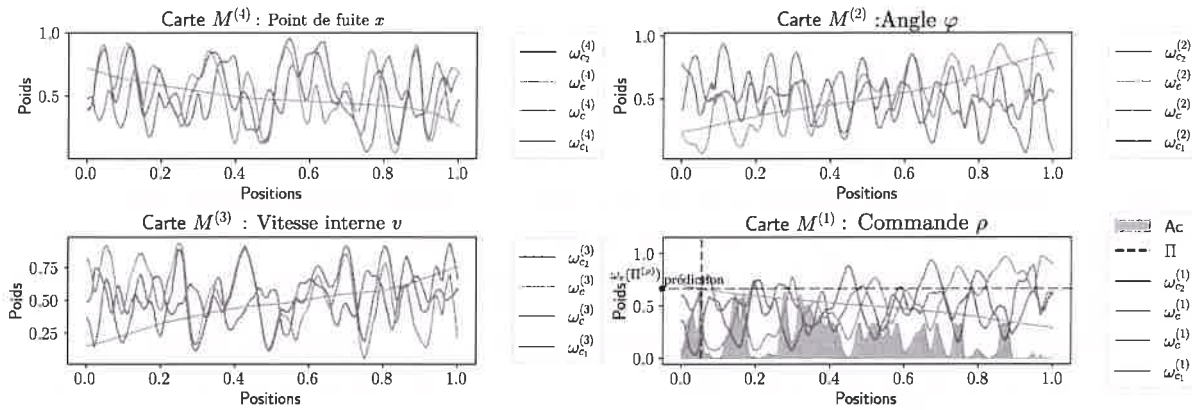 Carte M^(4) : Point de fuite x
1.0
0.5
Poids
0.0 0.2 0.4 0.6 0.8 1.0
Positions
ω_c2^(4)
ω_e^(4)
ω_c^(4)
ω_c1^(4)
Carte M^(2) :Angle φ
1.0
0.5
Poids
0.0 0.2 0.4 0.6 0.8 1.0
Positions
ω_c2^(2)
ω_e^(2)
ω_c^(2)
ω_c1^(2)
Carte M^(3) : Vitesse interne v
0.75
0.50
0.25
Poids
0.0 0.2 0.4 0.6 0.8 1.0
Positions
ω_c2^(3)
ω_e^(3)
ω_c^(3)
ω_c1^(3)
Carte M^(1) : Commande ρ
1.0
0.5
0.0
Poids
prédiction
0.0 0.2 0.4 0.6 0.8 1.0
Positions
Ac
Π
ω_c2^(1)
ω_e^(1)
ω_c^(1)
ω_c1^(1)